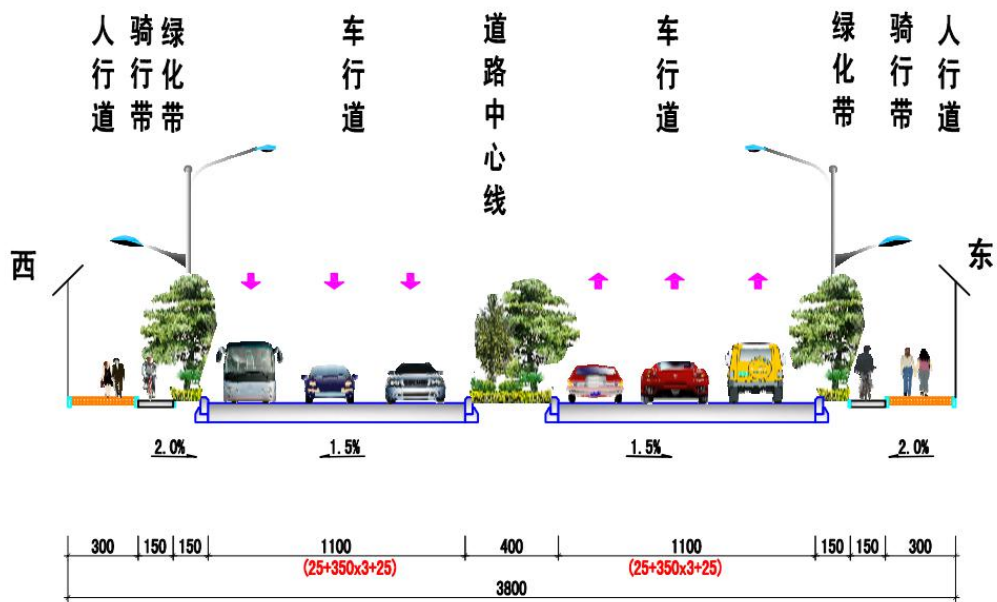 人行道
骑行带
绿化带
车行道
道路中心线
车行道
绿化带
骑行带
人行道
西
东
2.0%
1.5%
1.5%
2.0%
300
150
150
1100
400
1100
150
150
300
(25+350x3+25)
(25+350x3+25)
3800